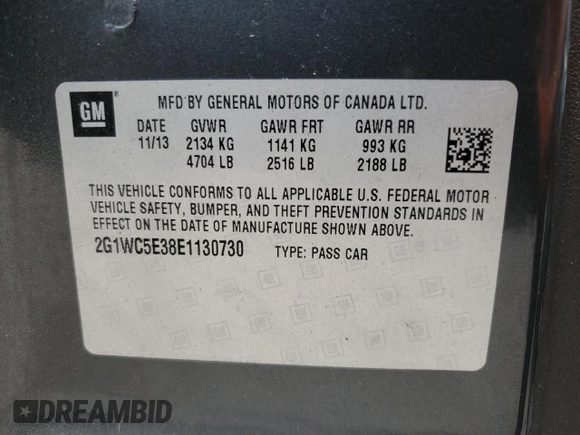 GM
MFD BY GENERAL MOTORS OF CANADA LTD.
DATE GVWR GAWR FRT GAWR RR
11/13 2134 KG 1141 KG 993 KG
4704 LB 2516 LB 2188 LB
THIS VEHICLE CONFORMS TO ALL APPLICABLE U.S. FEDERAL MOTOR
VEHICLE SAFETY, BUMPER, AND THEFT PREVENTION STANDARDS IN
EFFECT ON THE DATE OF MANUFACTURE SHOWN ABOVE.
2G1WC5E38E1130730 TYPE: PASS CAR
DREAMBID